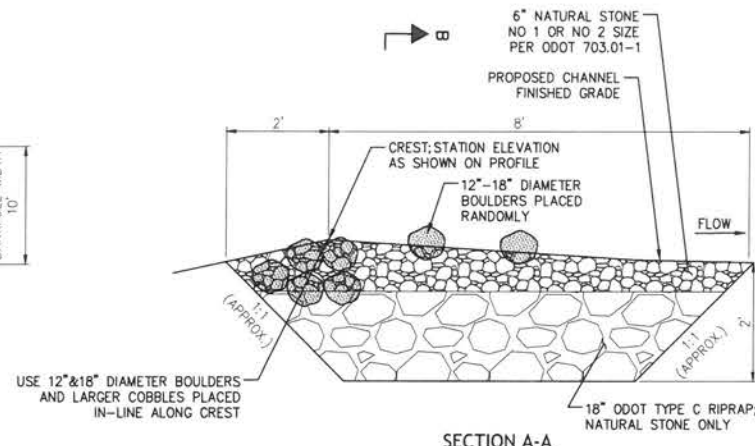 B
6" NATURAL STONE
NO 1 OR NO 2 SIZE
PER ODOT 703.01-1
PROPOSED CHANNEL
FINISHED GRADE
2'
8'
CREST; STATION ELEVATION
AS SHOWN ON PROFILE
12"-18" DIAMETER
BOULDERS PLACED
RANDOMLY
10'
FLOW
1:1
(APPROX.)
1:1
(APPROX.)
2'
USE 12"&18" DIAMETER BOULDERS
AND LARGER COBBLES PLACED
IN-LINE ALONG CREST
18" ODOT TYPE C RIPRAP;
NATURAL STONE ONLY
SECTION A-A